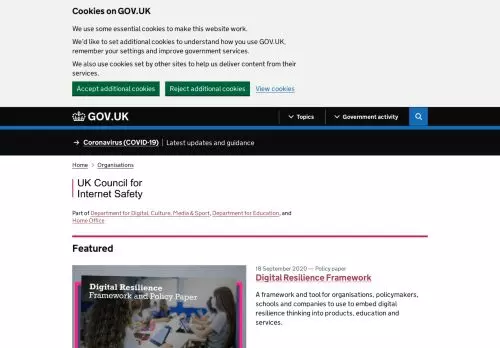 Cookies on GOV.UK
We use some essential cookies to make this website work.
We'd like to set additional cookies to understand how you use GOV.UK,
remember your settings and improve government services.
We also use cookies set by other sites to help us deliver content from their
services.
Accept additional cookies Reject additional cookies View cookies
GOV.UK Topics Government activity
→ Coronavirus (COVID-19) Latest updates and guidance
Home > Organisations
UK Council for
Internet Safety
Part of Department for Digital, Culture, Media & Sport, Department for Education, and
Home Office
Featured
18 September 2020 — Policy paper
Digital Resilience Framework
A framework and tool for organisations, policymakers,
schools and companies to use to embed digital
resilience thinking into products, education and
services.
Digital Resilience
Framework and Policy Paper